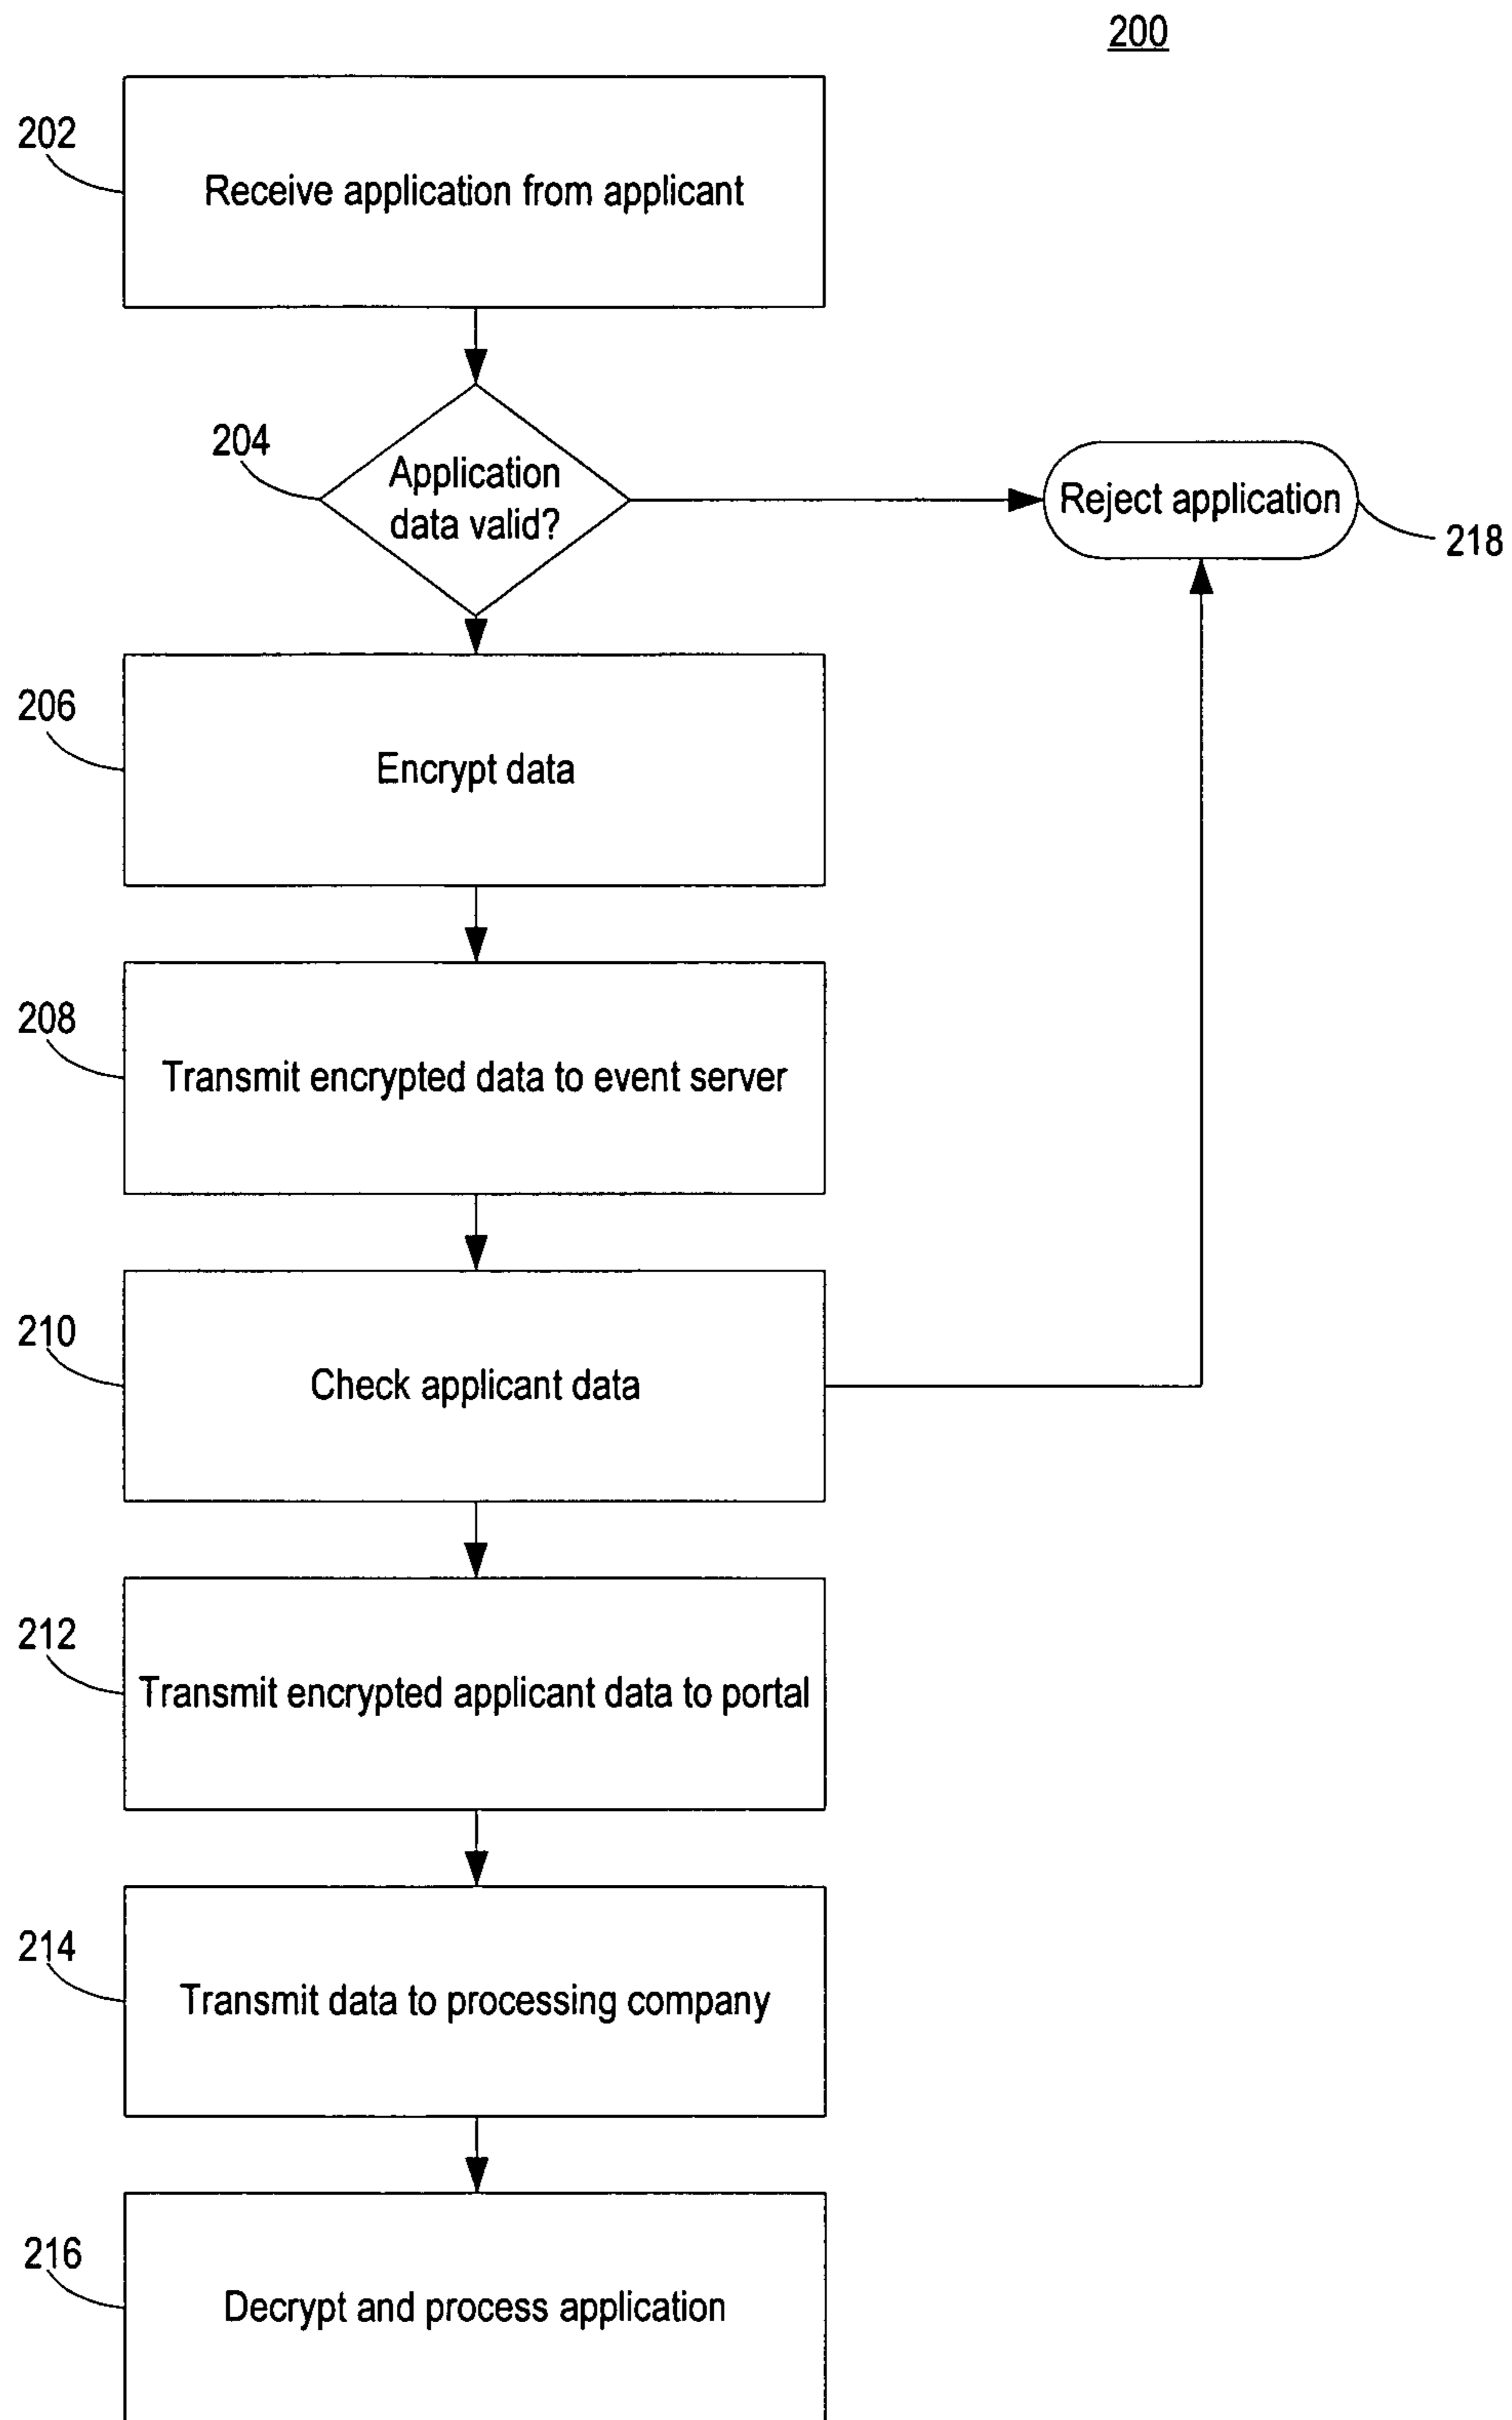 200
202
Receive application from applicant
204
Application
data valid?
Reject application
218
206
Encrypt data
208
Transmit encrypted data to event server
210
Check applicant data
212
Transmit encrypted applicant data to portal
214
Transmit data to processing company
216
Decrypt and process application